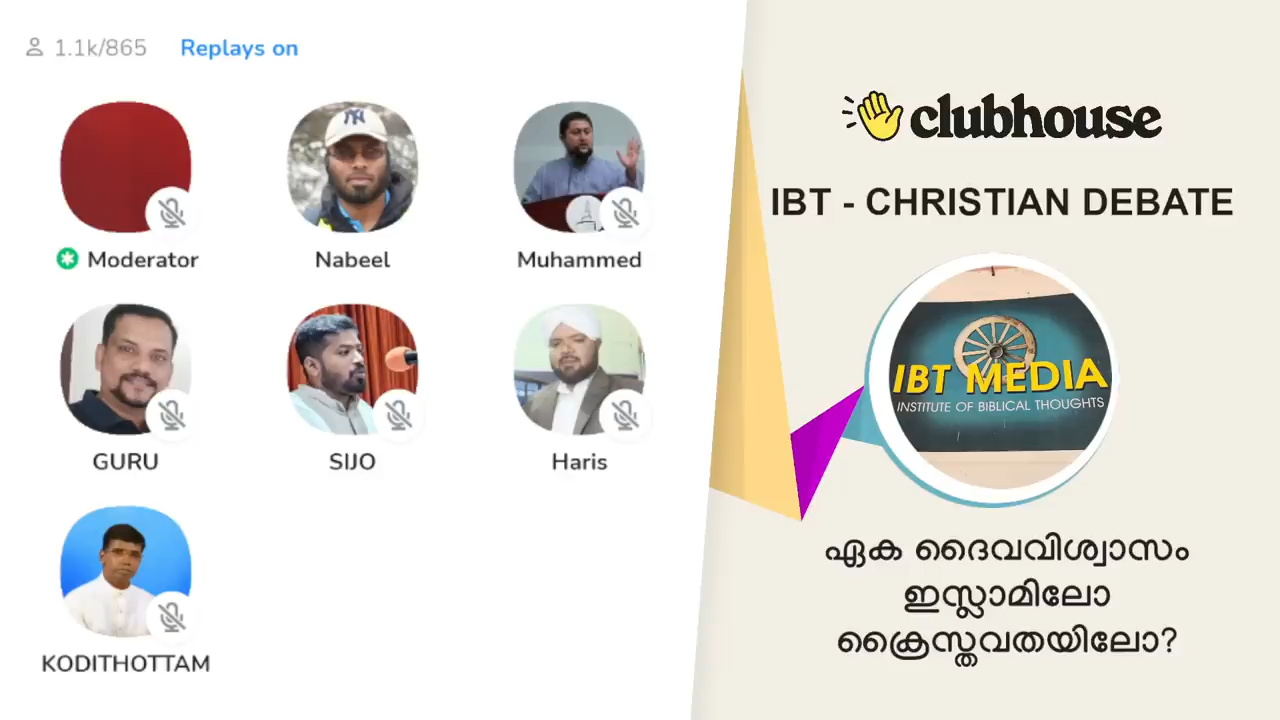 1.1k/865 Replays on
Moderator Nabeel Muhammed
GURU SIJO Haris
KODITHOTTAM
clubhouse
IBT - CHRISTIAN DEBATE
IBT MEDIA
INSTITUTE OF BIBLICAL THOUGHTS
ഏക ദൈവവിശ്വാസം
ഇസ്ലാമിലോ
ക്രൈസ്തവതയിലോ?